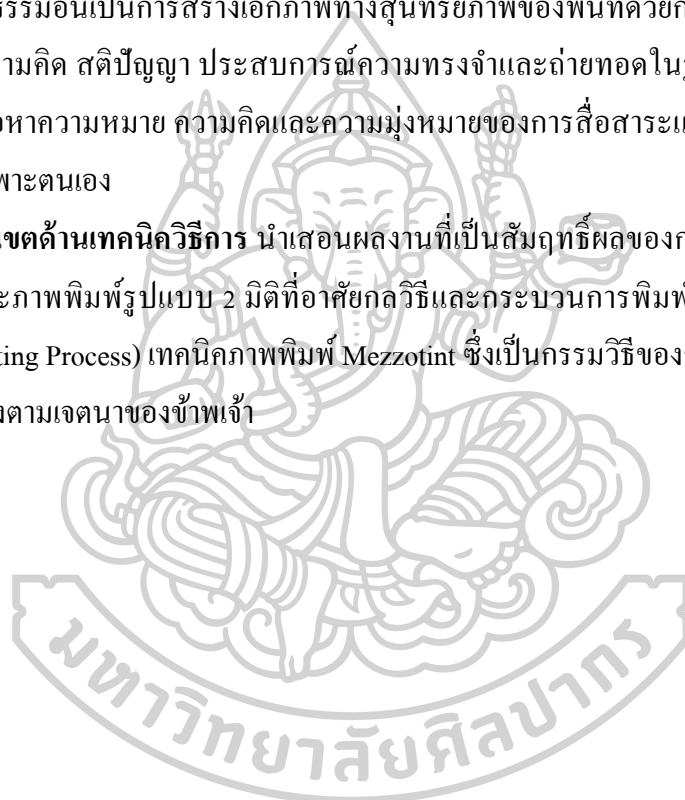 รรมอันเป็นการสร้างเอกภาพทางสุนทรียภาพของพื้นที่ด้วยก
ามคิด สติปัญญา ประสบการณ์ความทรงจำและถ่ายทอดใน
หาความหมาย ความคิดและความมุ่งหมายของการสื่อสาระแ
พาะตนเอง
ขตด้านเทคนิควิธีการ นำเสนอผลงานที่เป็นสัมฤทธิ์ผลของก
ะภาพพิมพ์รูปแบบ 2 มิติที่อาศัยกลวิธีและกระบวนการพิมพ์
ting Process) เทคนิคภาพพิมพ์ Mezzotint ซึ่งเป็นกรรมวิธีของ
งตามเจตนาของข้าพเจ้า
มหาวิทยาลัยศิลปากร